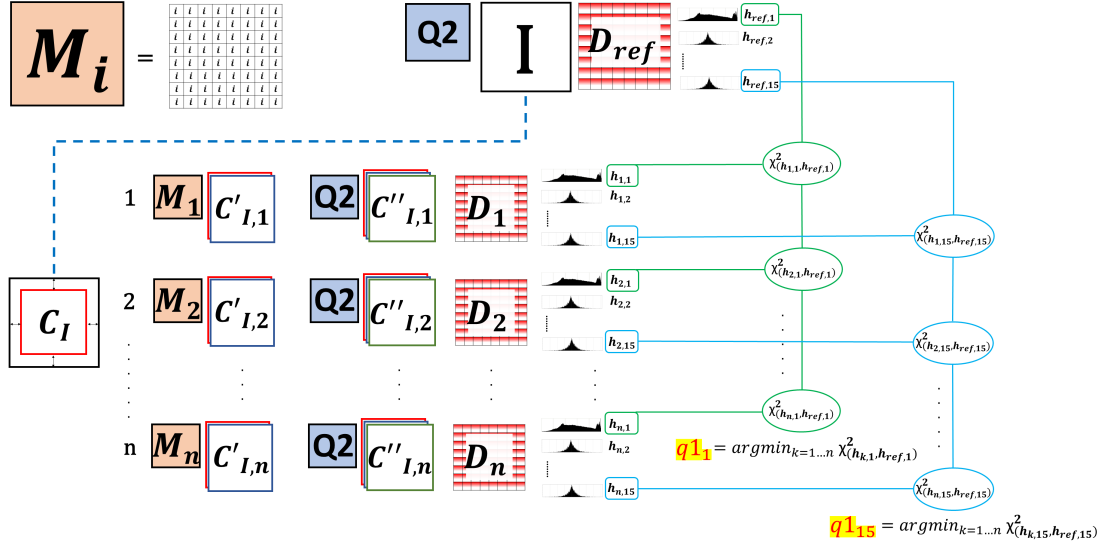 M_i = i i i i i i i i
i i i i i i i i
i i i i i i i i
i i i i i i i i
i i i i i i i i
i i i i i i i i
i i i i i i i i
i i i i i i i i
Q2 I D_ref h_ref,1
h_ref,2
h_ref,15
χ²(h_1,1,h_ref,1)
1 M_1 C'_I,1 Q2 C''_I,1 D_1 h_1,1
h_1,2
h_1,15
χ²(h_1,15,h_ref,15)
χ²(h_2,1,h_ref,1)
C_I
2 M_2 C'_I,2 Q2 C''_I,2 D_2 h_2,1
h_2,2
h_2,15
χ²(h_2,15,h_ref,15)
χ²(h_n,1,h_ref,1)
n M_n C'_I,n Q2 C''_I,n D_n h_n,1
h_n,2
h_n,15
q1_1 = argmin_k=1...n χ²(h_k,1,h_ref,1)
χ²(h_n,15,h_ref,15)
q1_15 = argmin_k=1...n χ²(h_k,15,h_ref,15)